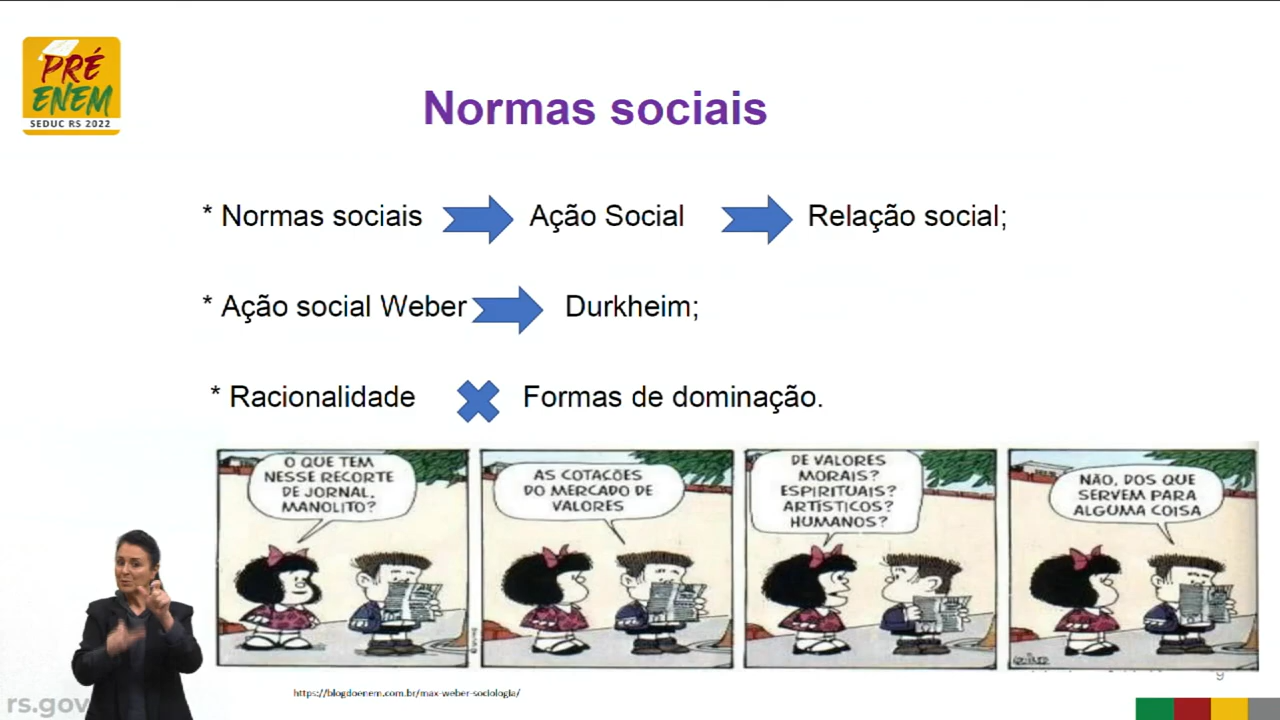 PRÉ
ENEM
SEDUC RS 2022
Normas sociais
* Normas sociais Ação Social Relação social;
* Ação social Weber Durkheim;
* Racionalidade Formas de dominação.
O QUE TEM
NESSE RECORTE
DE JORNAL,
MANOLITO?
AS COTAÇÕES
DO MERCADO DE
VALORES
DE VALORES
MORAIS?
ESPIRITUAIS?
ARTÍSTICOS?
HUMANOS?
NÃO, DOS QUE
SERVEM PARA
ALGUMA COISA
https://blogdoenem.com.br/max-weber-sociologia/
9
rs.gov